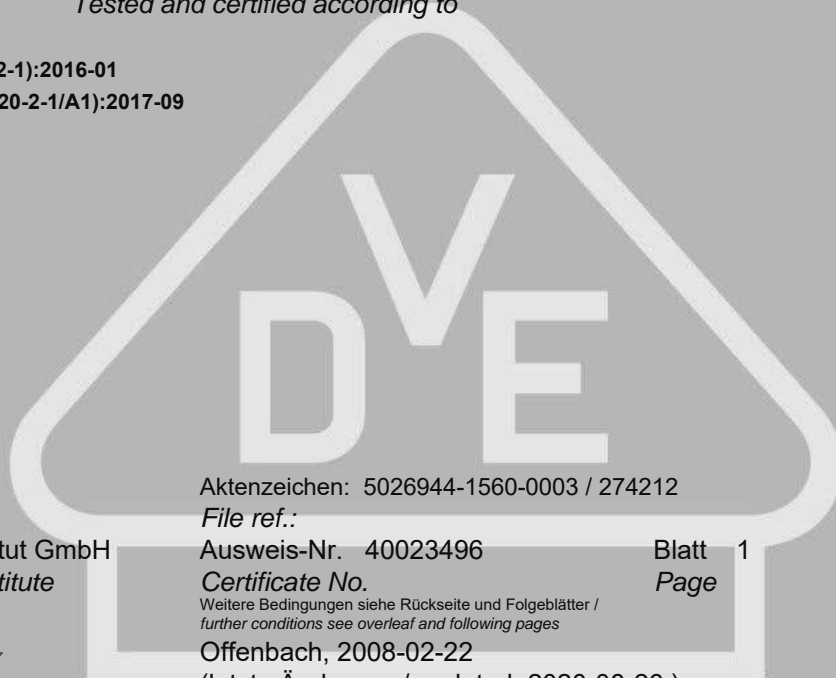 Tested and certified according to
2-1):2016-01
20-2-1/A1):2017-09
VDE
Aktenzeichen: 5026944-1560-0003 / 274212
File ref.:
tut GmbH Ausweis-Nr. 40023496 Blatt 1
titute Certificate No. Page
Weitere Bedingungen siehe Rückseite und Folgeblätter /
further conditions see overleaf and following pages
Offenbach, 2008-02-22